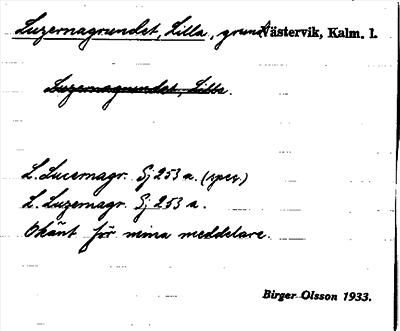 Luzernagrundet, Lilla, grund Västervik, Kalm. l.
Luzernagrundet, Lilla.
L. Lucernagr. Sj 253 a. (spec.)
L. Luzernagr. Sj 253 a.
Okänt för mina meddelare.
Birger Olsson 1933.